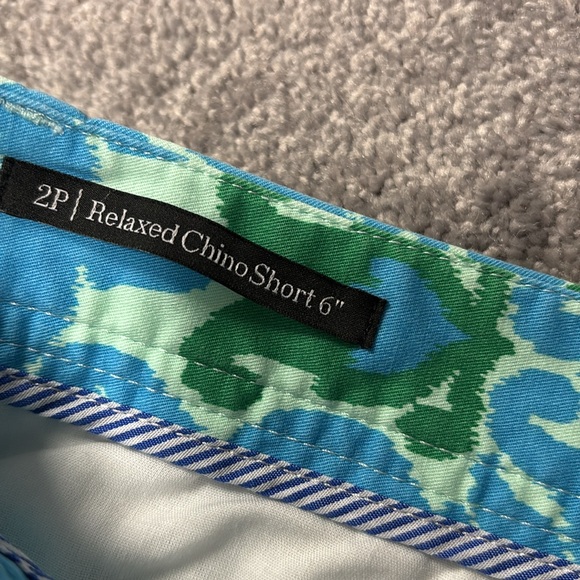 2P | Relaxed Chino Short 6"